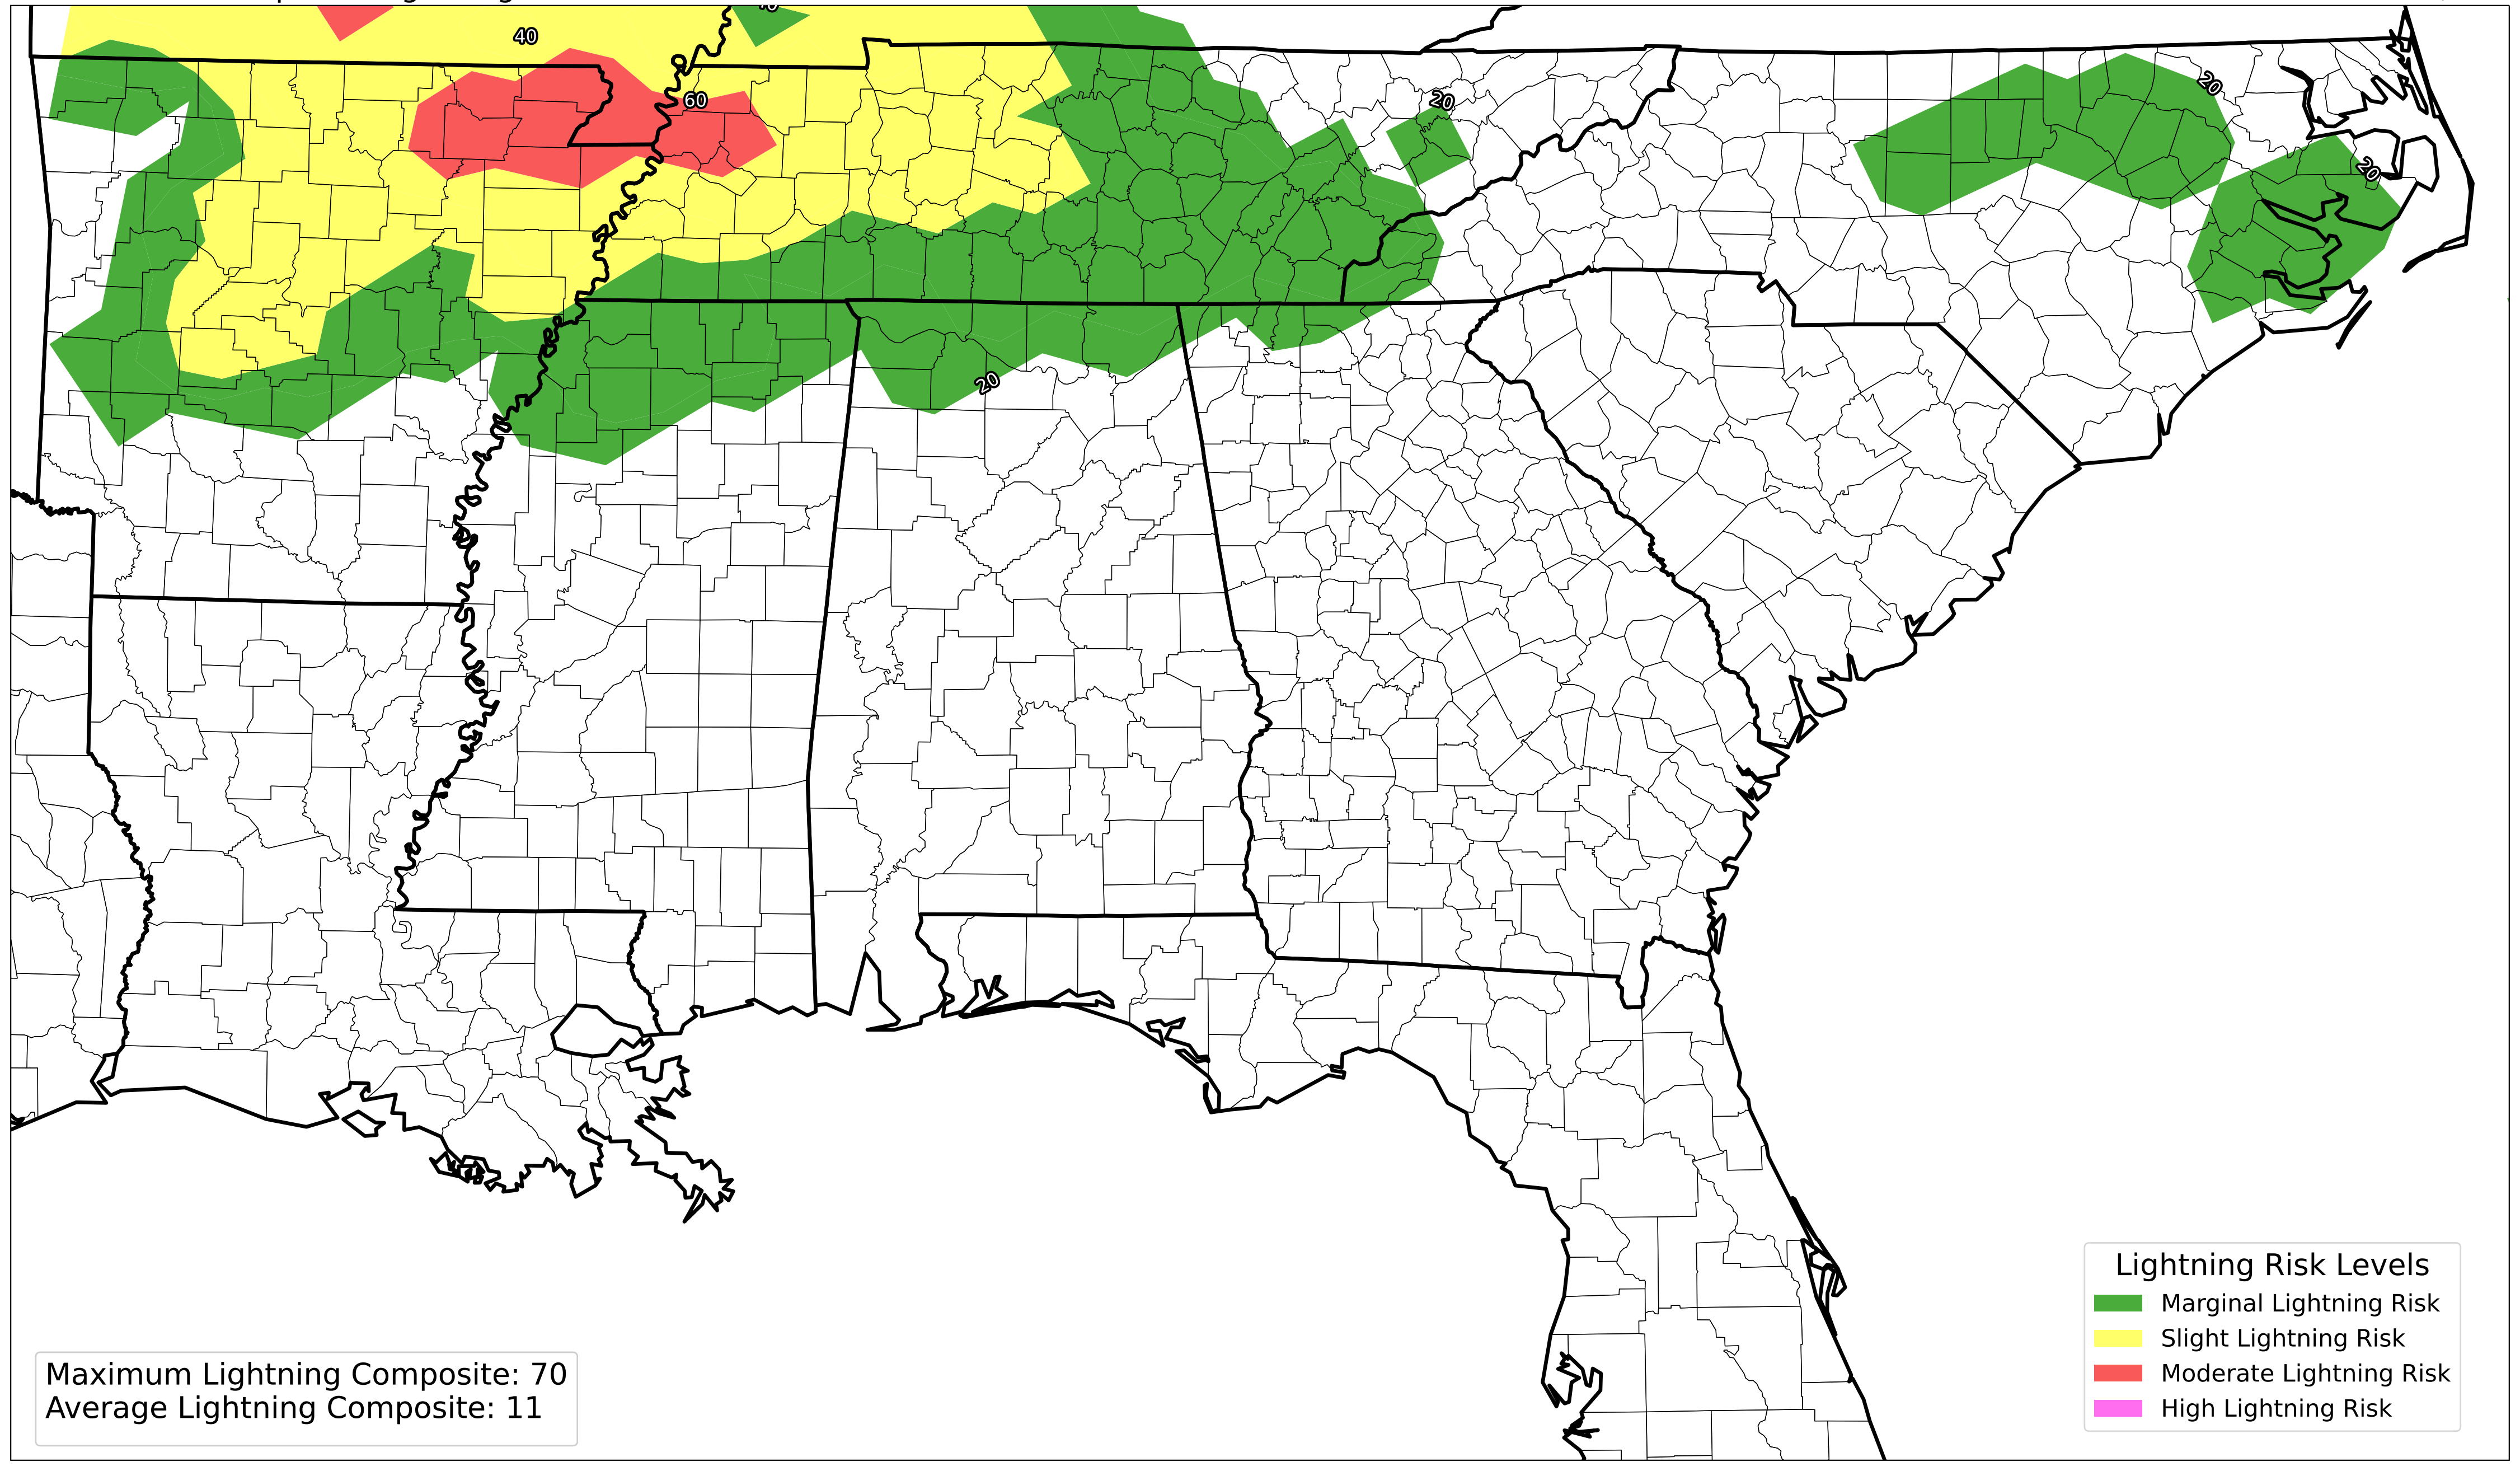 40
60
20
20
20
20
Lightning Risk Levels
Marginal Lightning Risk
Slight Lightning Risk
Moderate Lightning Risk
High Lightning Risk
Maximum Lightning Composite: 70
Average Lightning Composite: 11